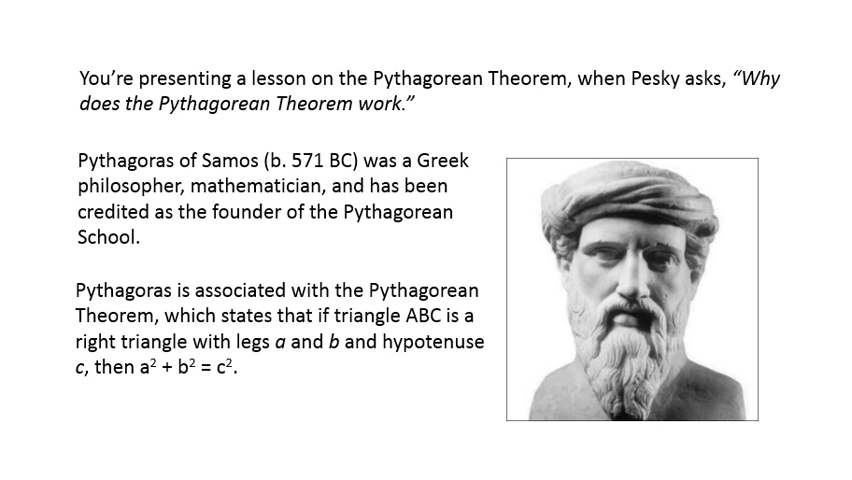 You’re presenting a lesson on the Pythagorean Theorem, when Pesky asks, “Why
does the Pythagorean Theorem work.”
Pythagoras of Samos (b. 571 BC) was a Greek
philosopher, mathematician, and has been
credited as the founder of the Pythagorean
School.
Pythagoras is associated with the Pythagorean
Theorem, which states that if triangle ABC is a
right triangle with legs a and b and hypotenuse
c, then a² + b² = c².